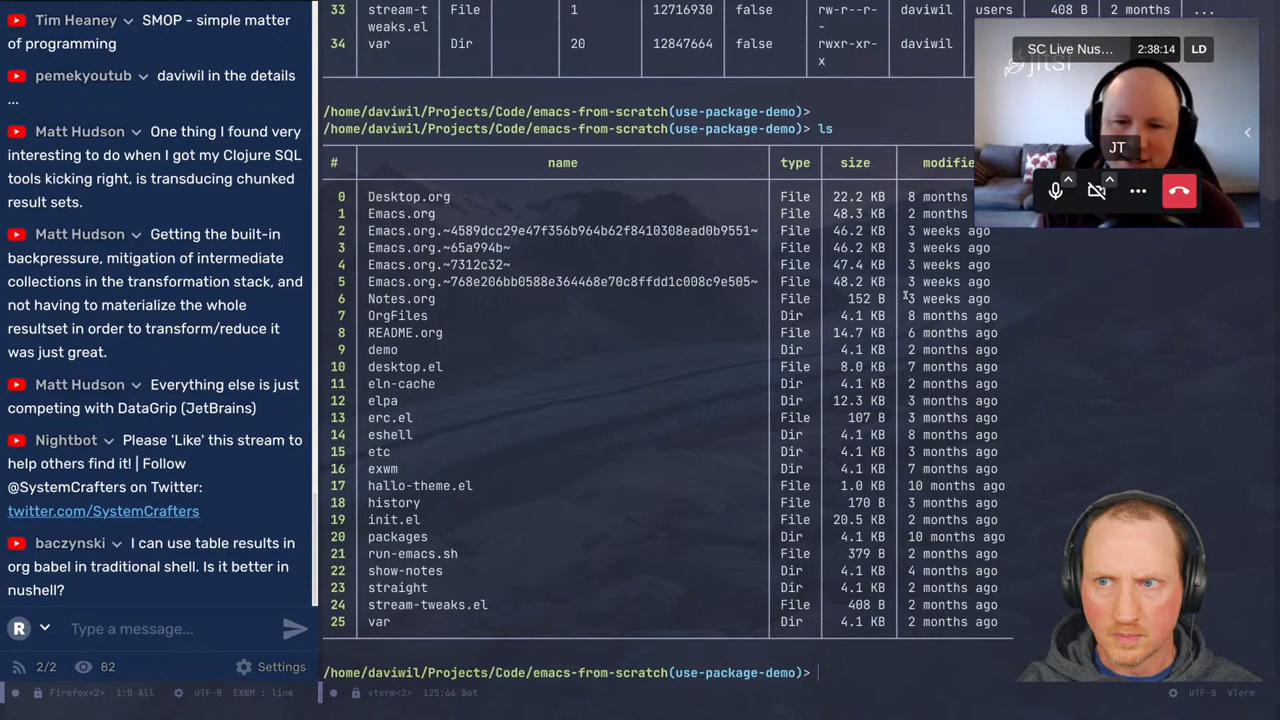 Tim Heaney SMOP - simple matter
of programming
pemekyoutub daviwil in the details
...
Matt Hudson One thing I found very
interesting to do when I got my Clojure SQL
tools kicking right, is transducing chunked
result sets.
Matt Hudson Getting the built-in
backpressure, mitigation of intermediate
collections in the transformation stack, and
not having to materialize the whole
resultset in order to transform/reduce it
was just great.
Matt Hudson Everything else is just
competing with DataGrip (JetBrains)
Nightbot Please 'Like' this stream to
help others find it! | Follow
@SystemCrafters on Twitter:
twitter.com/SystemCrafters
baczynski I can use table results in
org babel in traditional shell. Is it better in
nushell?
R Type a message...
2/2 82 Settings
Firefox<2> 1:0 All UTF-8 EXWM : line
33 stream-t File 1 12716930 false rw-r--r- daviwil users 408 B 2 months ...
weaks.el -
34 var Dir 20 12847664 false rwxr-xr- daviwil
x
/home/daviwil/Projects/Code/emacs-from-scratch(use-package-demo)>
/home/daviwil/Projects/Code/emacs-from-scratch(use-package-demo)> ls
# name type size modifie
0 Desktop.org File 22.2 KB 8 months
1 Emacs.org File 48.3 KB 2 months
2 Emacs.org.~4589dcc29e47f356b964b62f8410308ead0b9551~ File 46.2 KB 3 weeks ago
3 Emacs.org.~65a994b~ File 46.2 KB 3 weeks ago
4 Emacs.org.~7312c32~ File 47.4 KB 3 weeks ago
5 Emacs.org.~768e206bb0588e364468e70c8ffdd1c008c9e505~ File 48.2 KB 3 weeks ago
6 Notes.org File 152 B 3 weeks ago
7 OrgFiles Dir 4.1 KB 8 months ago
8 README.org File 14.7 KB 6 months ago
9 demo Dir 4.1 KB 2 months ago
10 desktop.el File 8.0 KB 7 months ago
11 eln-cache Dir 4.1 KB 2 months ago
12 elpa Dir 12.3 KB 3 months ago
13 erc.el File 107 B 3 months ago
14 eshell Dir 4.1 KB 8 months ago
15 etc Dir 4.1 KB 3 months ago
16 exwm Dir 4.1 KB 7 months ago
17 hallo-theme.el File 1.0 KB 10 months ago
18 history File 170 B 3 months ago
19 init.el File 20.5 KB 2 months ago
20 packages Dir 4.1 KB 10 months ago
21 run-emacs.sh File 379 B 2 months ago
22 show-notes Dir 4.1 KB 4 months ago
23 straight Dir 4.1 KB 2 months ago
24 stream-tweaks.el File 408 B 2 months ago
25 var Dir 4.1 KB 2 months ago
/home/daviwil/Projects/Code/emacs-from-scratch(use-package-demo)>
vterm<2> 125:66 Bot UTF-8 VTerm
SC Live Nus... 2:38:14 LD
jitsi
JT